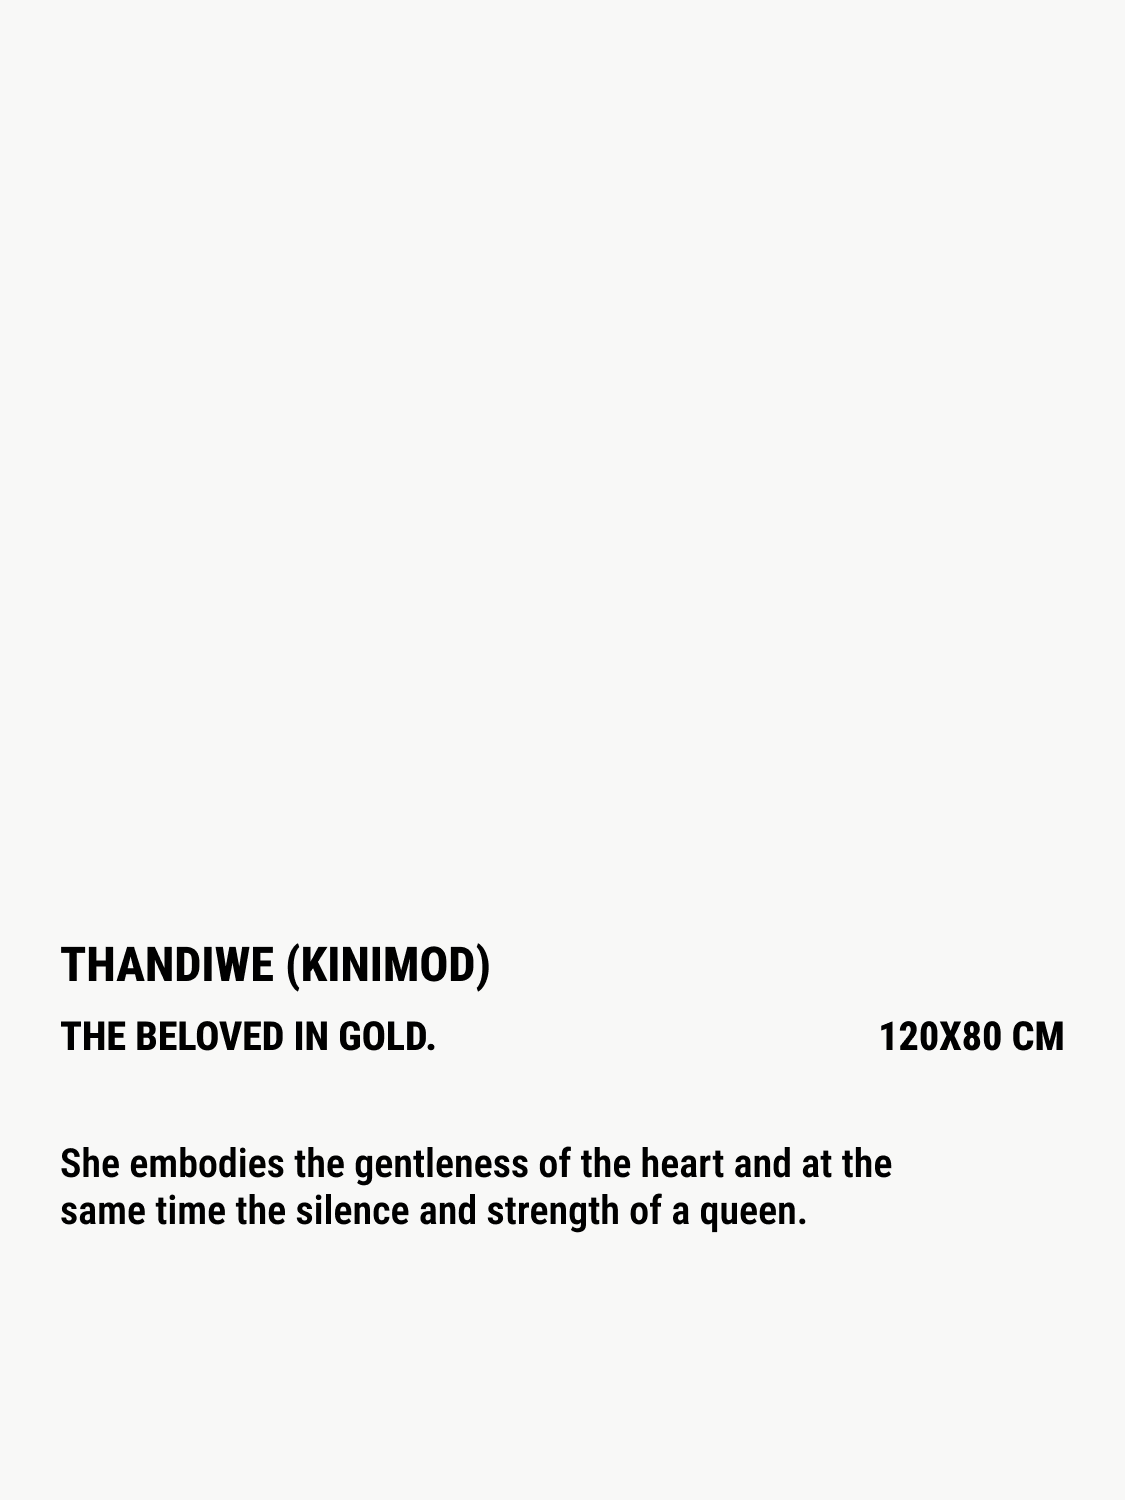 THANDIWE (KINIMOD)
THE BELOVED IN GOLD. 120X80 CM
She embodies the gentleness of the heart and at the
same time the silence and strength of a queen.